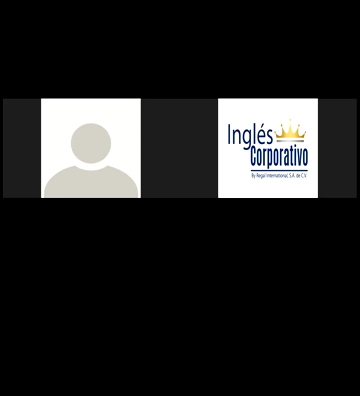 Inglés
Corporativo
By Regal International, S.A. de C.V.